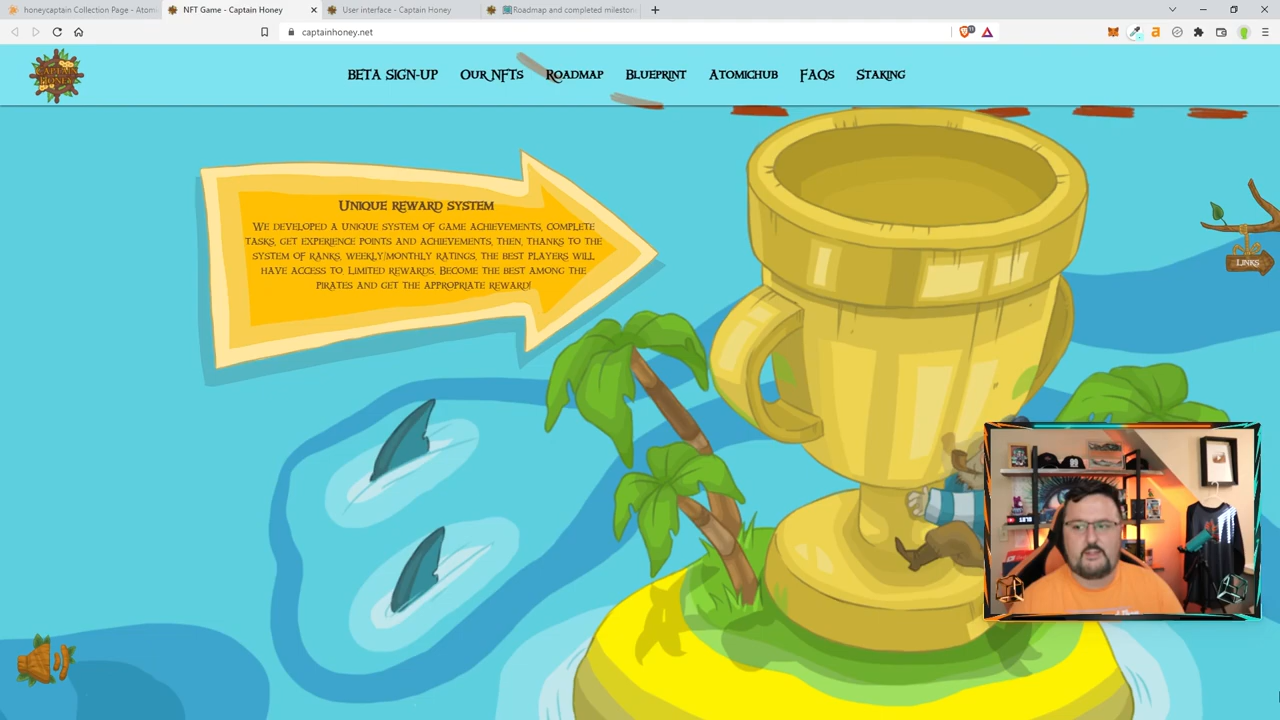 honeycaptain Collection Page - Atom
NFT Game - Captain Honey
User interface - Captain Honey
Roadmap and completed mileston
captainhoney.net
CAPTAIN
HONEY
BETA SIGN-UP
OUR NFTS
ROADMAP
BLUEPRINT
ATOMICHUB
FAQS
STAKING
UNIQUE REWARD SYSTEM
WE DEVELOPED A UNIQUE SYSTEM OF GAME ACHIEVEMENTS, COMPLETE
TASKS, GET EXPERIENCE POINTS AND ACHIEVEMENTS, THEN, THANKS TO THE
SYSTEM OF RANKS, WEEKLY/MONTHLY RATINGS, THE BEST PLAYERS WILL
HAVE ACCESS TO LIMITED REWARDS. BECOME THE BEST AMONG THE
PIRATES AND GET THE APPROPRIATE REWARD!
LINKS